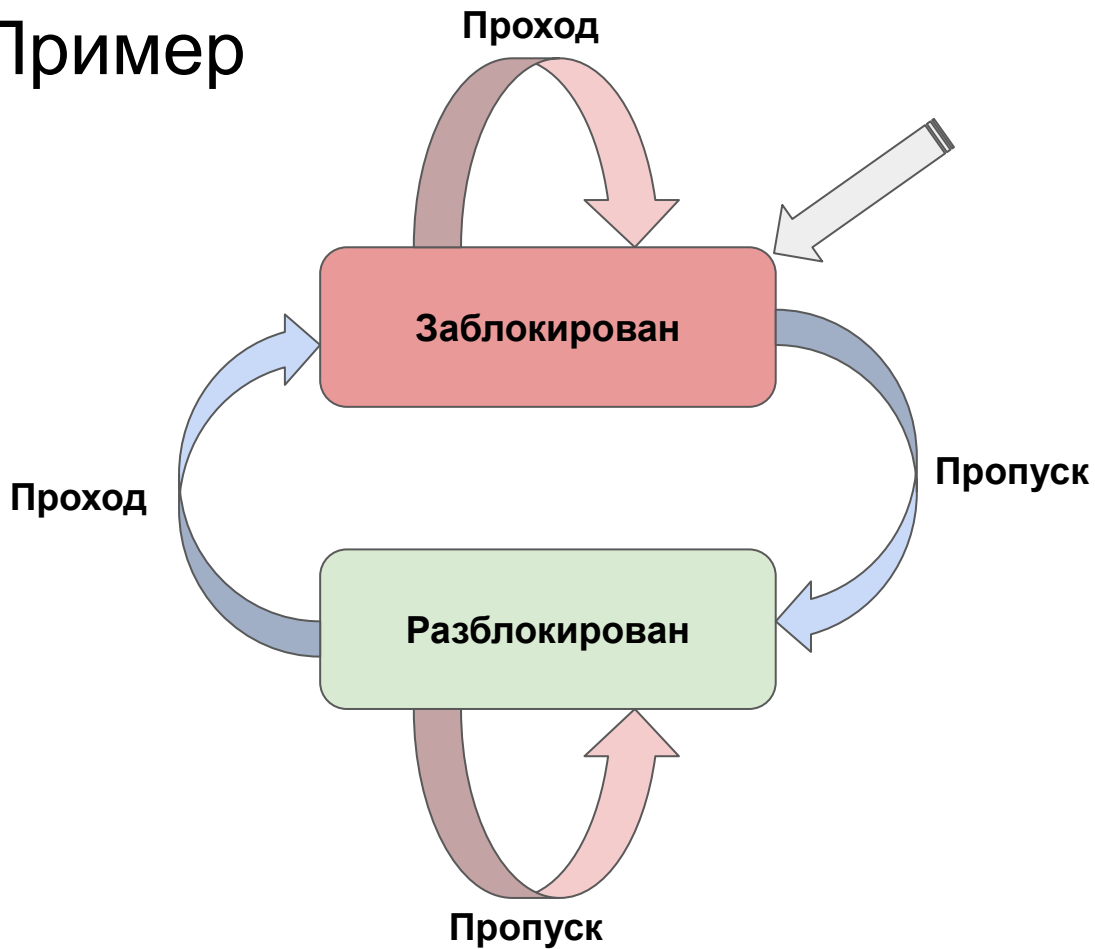 Пример
Проход
Заблокирован
Пропуск
Проход
Разблокирован
Пропуск